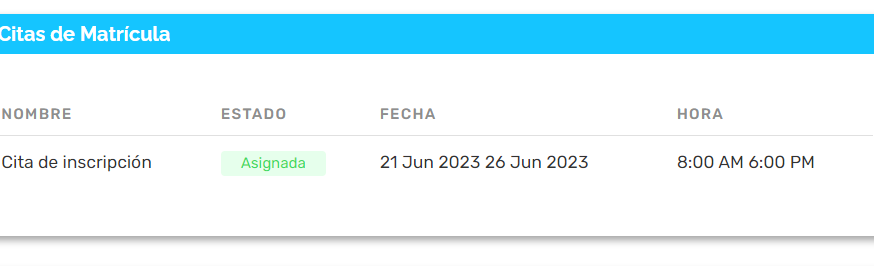 Citas de Matrícula
NOMBRE ESTADO FECHA HORA
Cita de inscripción Asignada 21 Jun 2023 26 Jun 2023 8:00 AM 6:00 PM